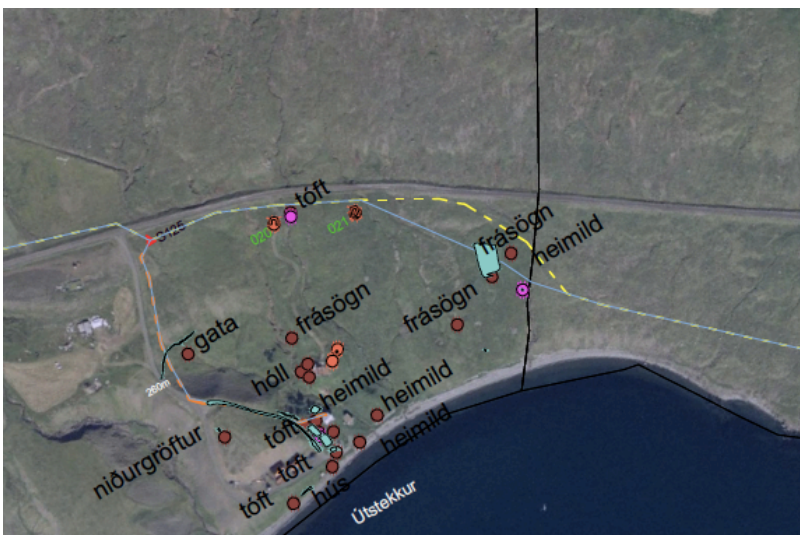 tóft
S126
020
021
frásögn
heimild
frásögn
frásögn
gata
260m
hóll
heimild
heimild
tóft
heimild
niðurgröftur
tóft
tóft
hús
Útstekkur